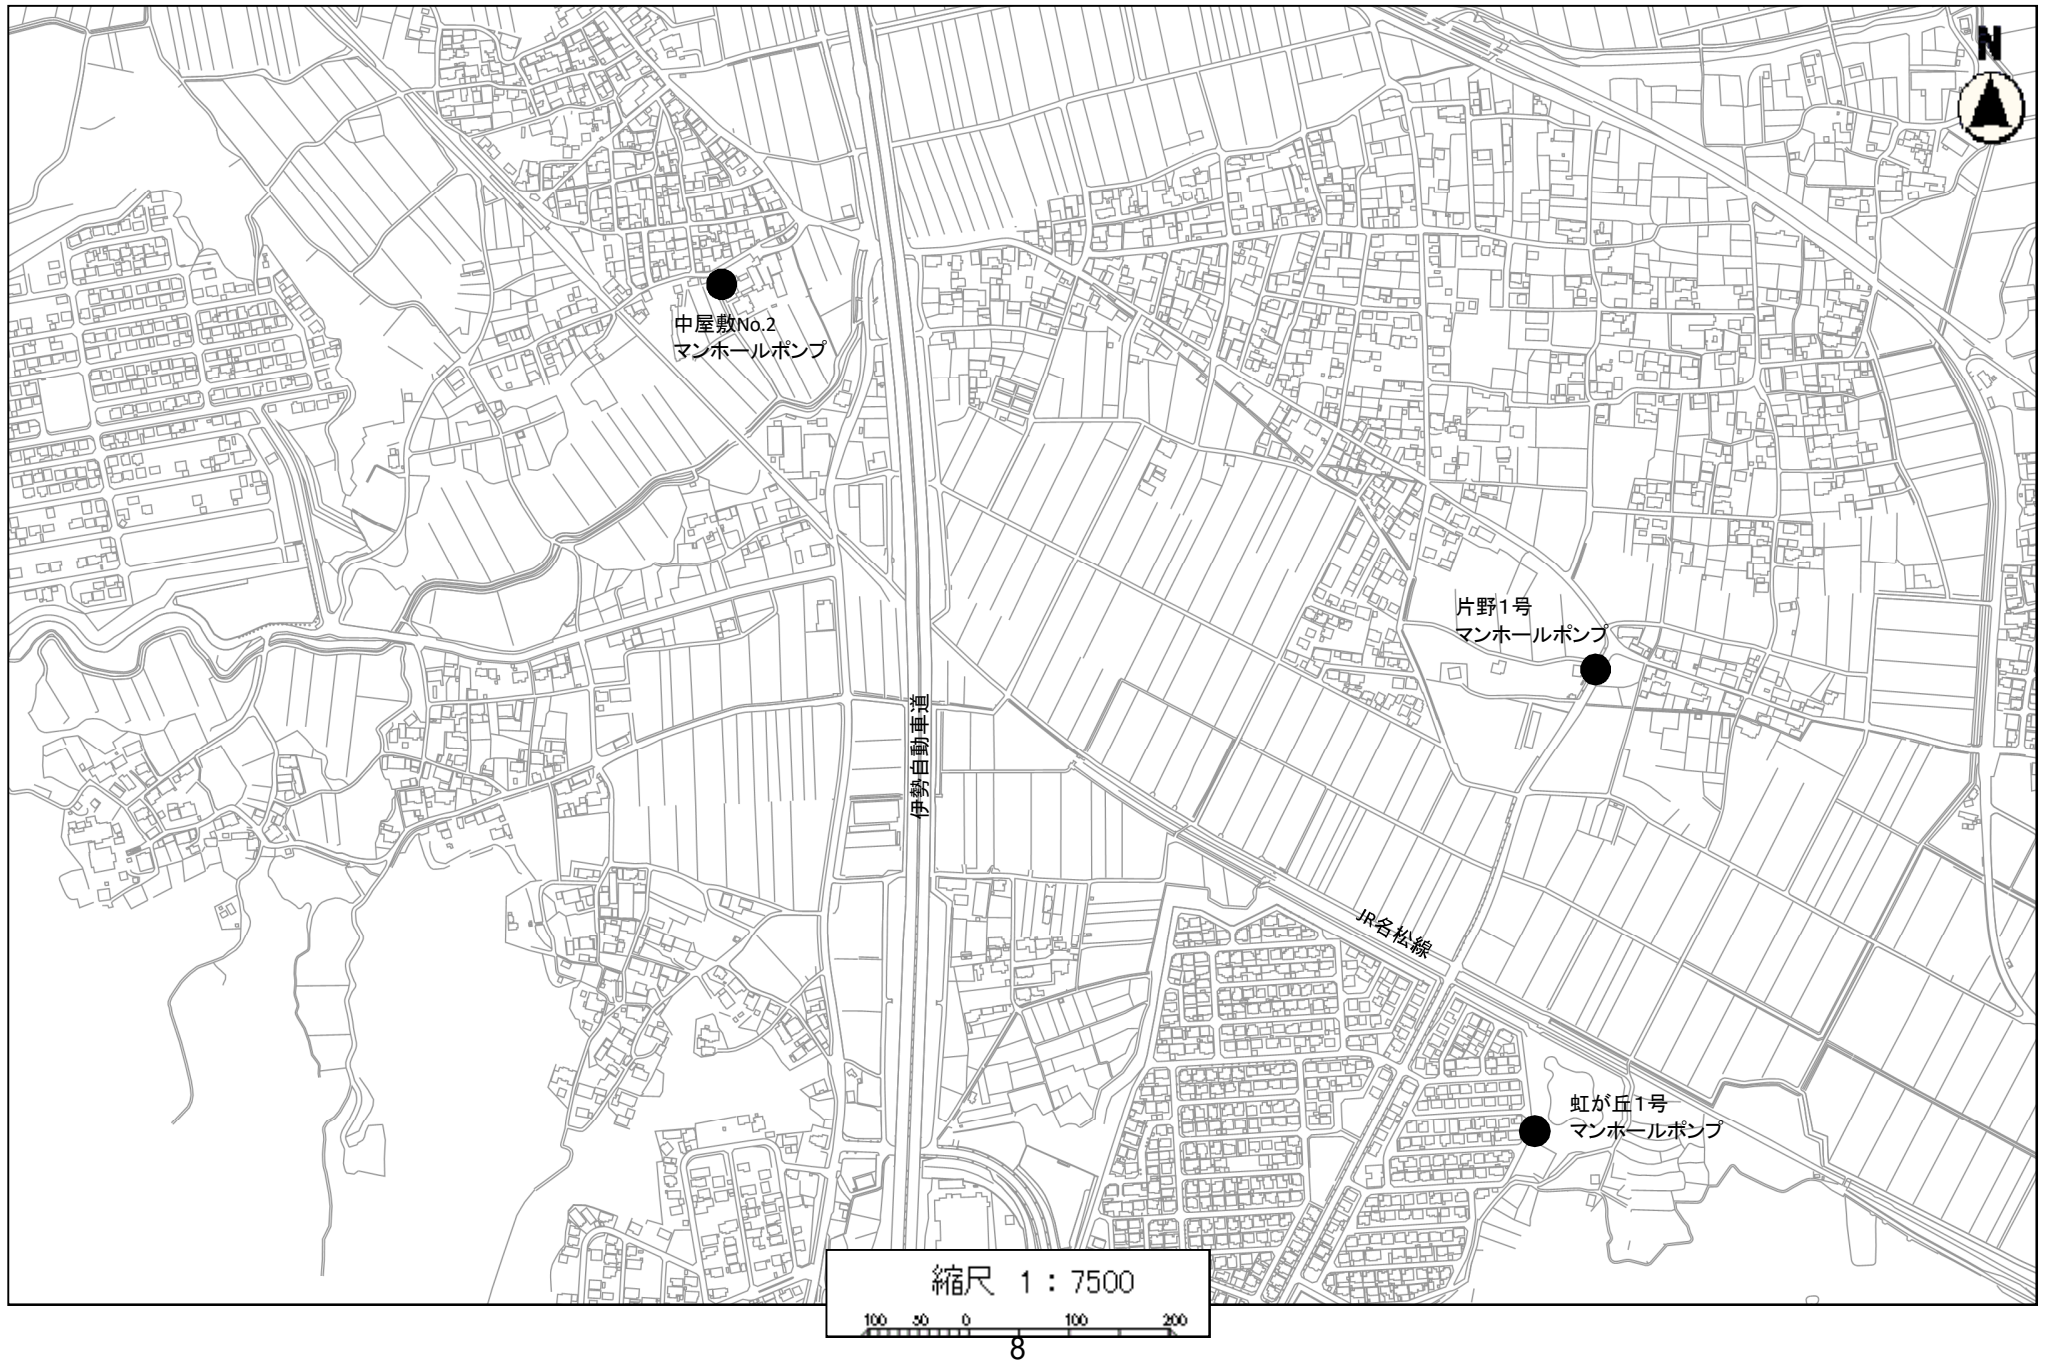 N
中屋敷No.2
マンホールポンプ
片野1号
マンホールポンプ
伊勢自動車道
JR名松線
虹が丘1号
マンホールポンプ
縮尺 1：7500
100 50 0 100 200
8